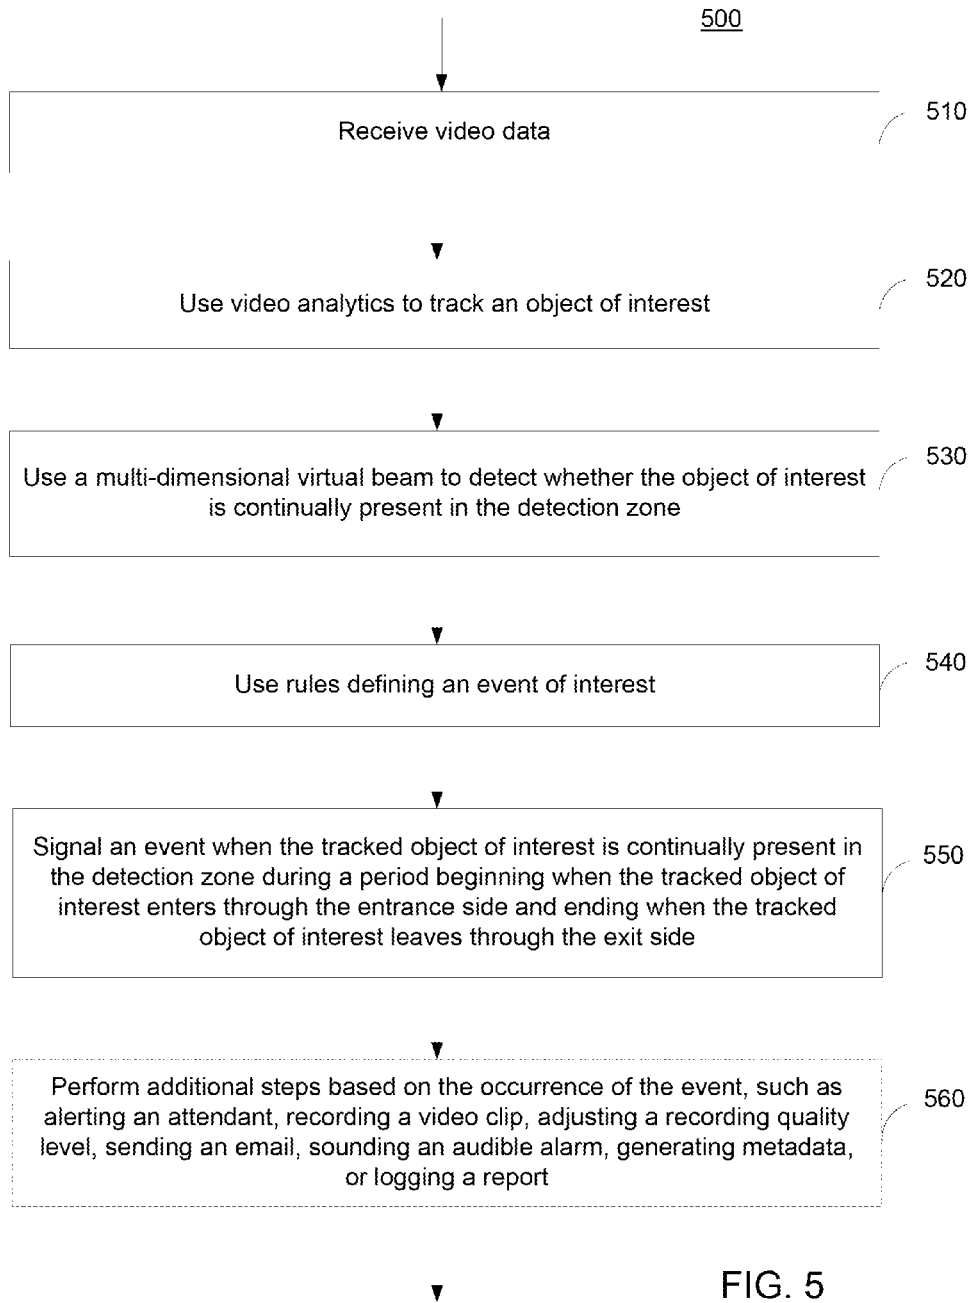 500
Receive video data
510
Use video analytics to track an object of interest
520
Use a multi-dimensional virtual beam to detect whether the object of interest
is continually present in the detection zone
530
Use rules defining an event of interest
540
Signal an event when the tracked object of interest is continually present in
the detection zone during a period beginning when the tracked object of
interest enters through the entrance side and ending when the tracked
object of interest leaves through the exit side
550
Perform additional steps based on the occurrence of the event, such as
alerting an attendant, recording a video clip, adjusting a recording quality
level, sending an email, sounding an audible alarm, generating metadata,
or logging a report
560
FIG. 5